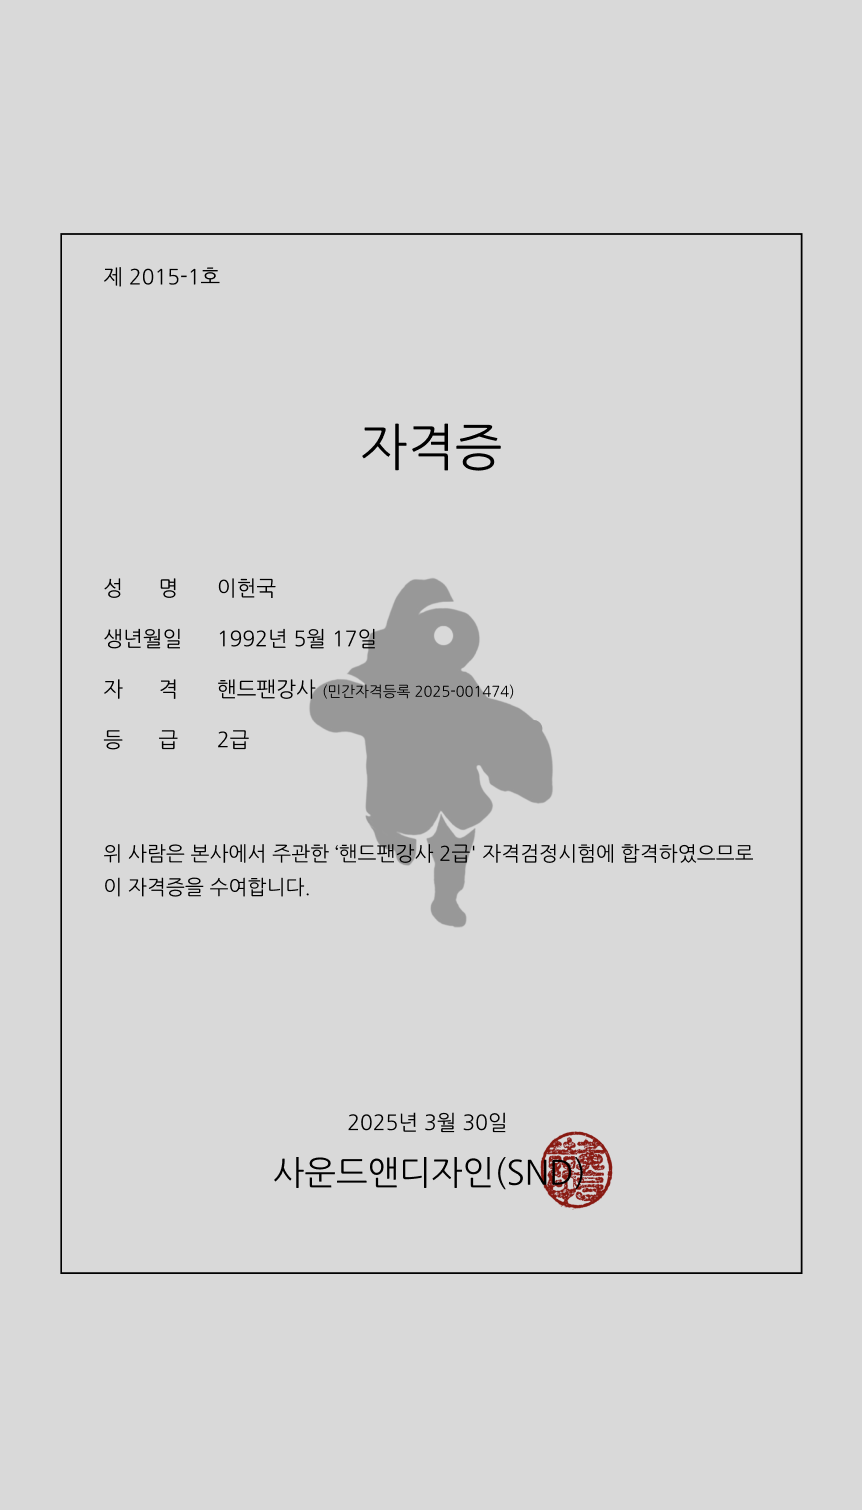 제 2015-1호
자격증
성 명 이헌국
생년월일 1992년 5월 17일
자 격 핸드팬강사 (민간자격등록 2025-001474)
등 급 2급
위 사람은 본사에서 주관한 ‘핸드팬강사 2급' 자격검정시험에 합격하였으므로
이 자격증을 수여합니다.
2025년 3월 30일
사운드앤디자인(SND)